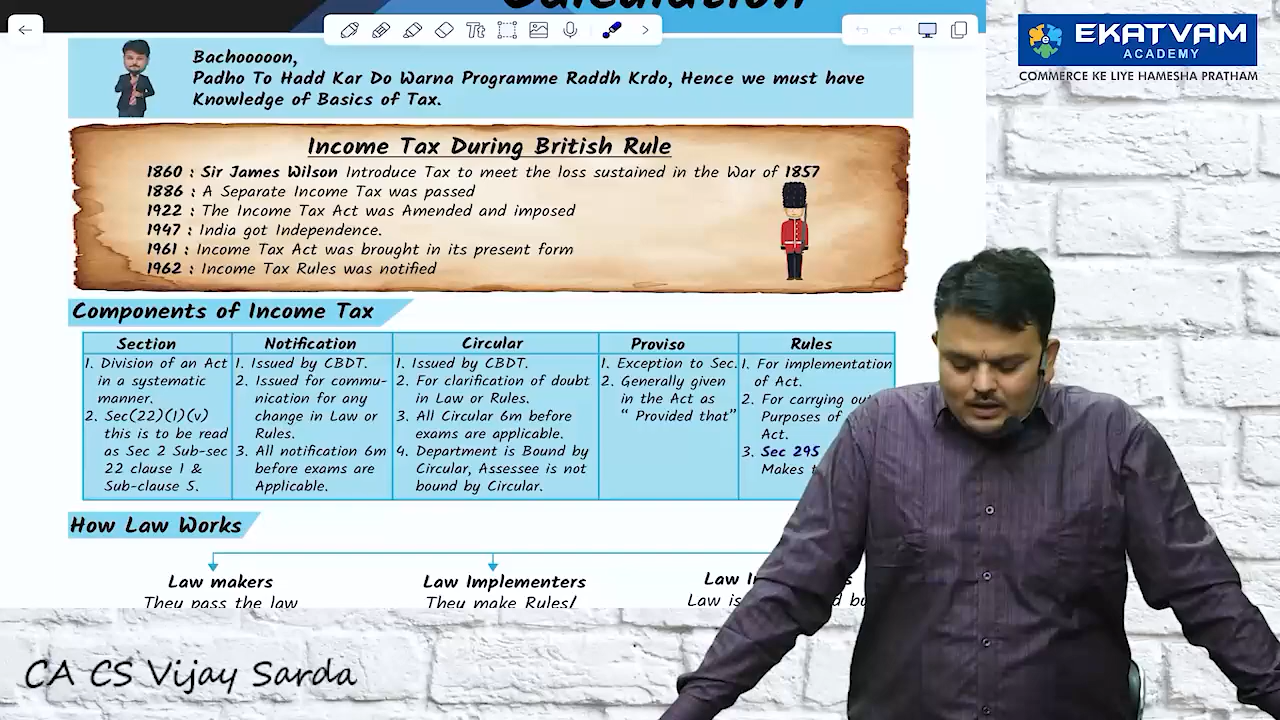 Calculation
EKATVAM
ACADEMY
COMMERCE KE LIYE HAMESHA PRATHAM
Bachooooon,
Padho To Hadd Kar Do Warna Programme Raddh Krdo, Hence we must have
Knowledge of Basics of Tax.
Income Tax During British Rule
1860 : Sir James Wilson Introduce Tax to meet the loss sustained in the War of 1857
1886 : A Separate Income Tax was passed
1922 : The Income Tax Act was Amended and imposed
1947 : India got Independence.
1961 : Income Tax Act was brought in its present form
1962 : Income Tax Rules was notified
Components of Income Tax
Section
1. Division of an Act
in a systematic
manner.
2. Sec(22)(1)(v)
this is to be read
as Sec 2 Sub-sec
22 clause 1 &
Sub-clause 5.
Notification
1. Issued by CBDT.
2. Issued for commu-
nication for any
change in Law or
Rules.
3. All notification 6m
before exams are
Applicable.
Circular
1. Issued by CBDT.
2. For clarification of doubt
in Law or Rules.
3. All Circular 6m before
exams are applicable.
4. Department is Bound by
Circular, Assessee is not
bound by Circular.
Proviso
1. Exception to Sec.
2. Generally given
in the Act as
“ Provided that”
Rules
1. For implementation
of Act.
2. For carrying out
Purposes of
Act.
3. Sec 295
Makes
How Law Works
Law makers
They pass the law
Law Implementers
They make Rules/
Law
Law is
CA CS Vijay Sarda